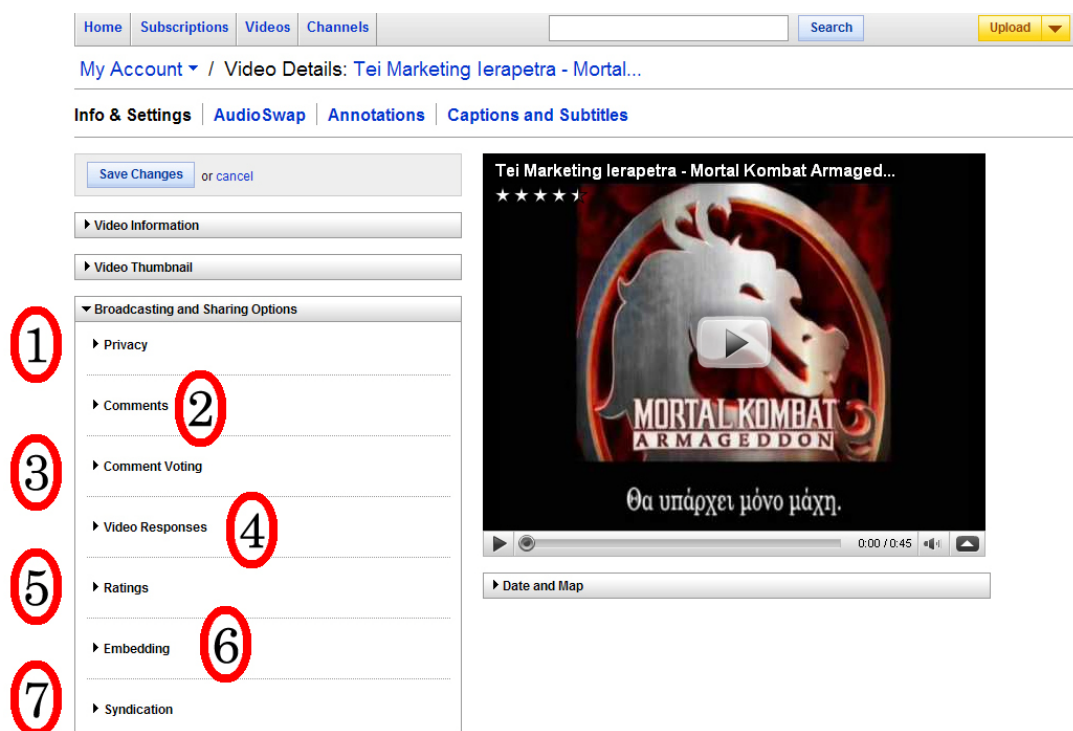 Home Subscriptions Videos Channels Search Upload
My Account / Video Details: Tei Marketing Ierapetra - Mortal...
Info & Settings AudioSwap Annotations Captions and Subtitles
Save Changes or cancel
Video Information
Video Thumbnail
Broadcasting and Sharing Options
1 Privacy
Comments 2
3 Comment Voting
Video Responses 4
5 Ratings
Embedding 6
7 Syndication
Tei Marketing Ierapetra - Mortal Kombat Armaged...
MORTAL KOMBAT
ARMAGEDDON
Θα υπάρχει μόνο μάχη.
0:00 / 0:45
Date and Map